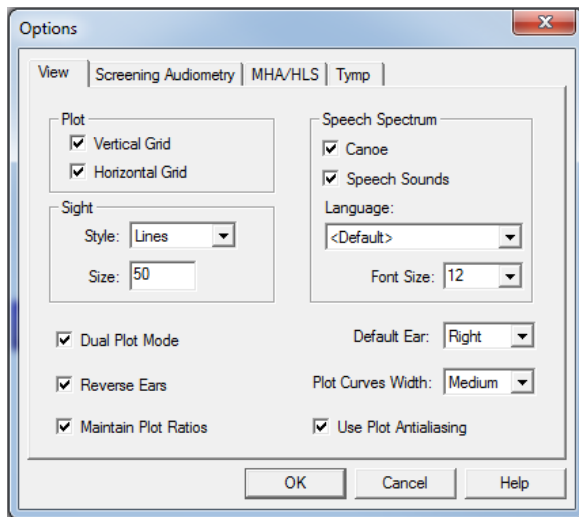 Options
View Screening Audiometry MHA/HLS Tymp
Plot
Vertical Grid
Horizontal Grid
Sight
Style: Lines
Size: 50
Speech Spectrum
Canoe
Speech Sounds
Language:
<Default>
Font Size: 12
Dual Plot Mode
Reverse Ears
Maintain Plot Ratios
Default Ear: Right
Plot Curves Width: Medium
Use Plot Antialiasing
OK Cancel Help